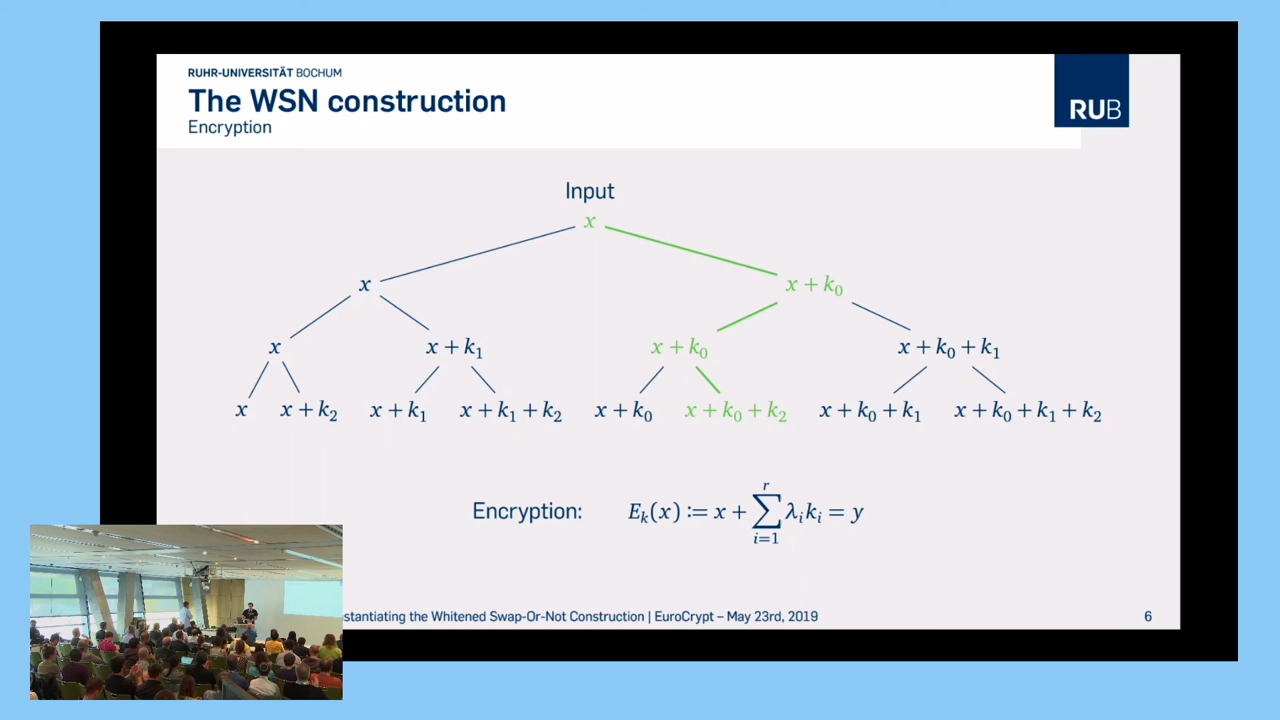 RUHR-UNIVERSITÄT BOCHUM
The WSN construction
Encryption
RUB
Input
x
x x + k₀
x x + k₁ x + k₀ x + k₀ + k₁
x x + k₂ x + k₁ x + k₁ + k₂ x + k₀ x + k₀ + k₂ x + k₀ + k₁ x + k₀ + k₁ + k₂
Encryption: Eₖ(x) := x + ∑_{i=1}^{r} λᵢkᵢ = y
stantiating the Whitened Swap-Or-Not Construction | EuroCrypt – May 23rd, 2019 6